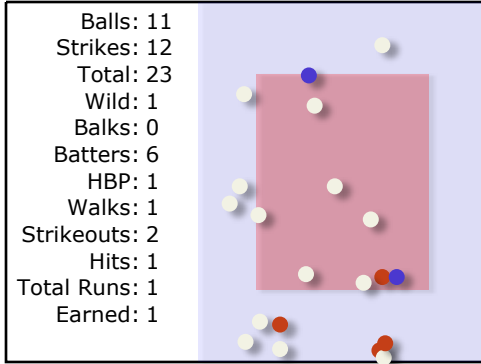 Balls: 11
Strikes: 12
Total: 23
Wild: 1
Balks: 0
Batters: 6
HBP: 1
Walks: 1
Strikeouts: 2
Hits: 1
Total Runs: 1
Earned: 1